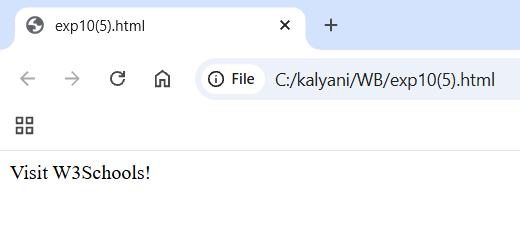 exp10(5).html
File C:/kalyani/WB/exp10(5).html
Visit W3Schools!